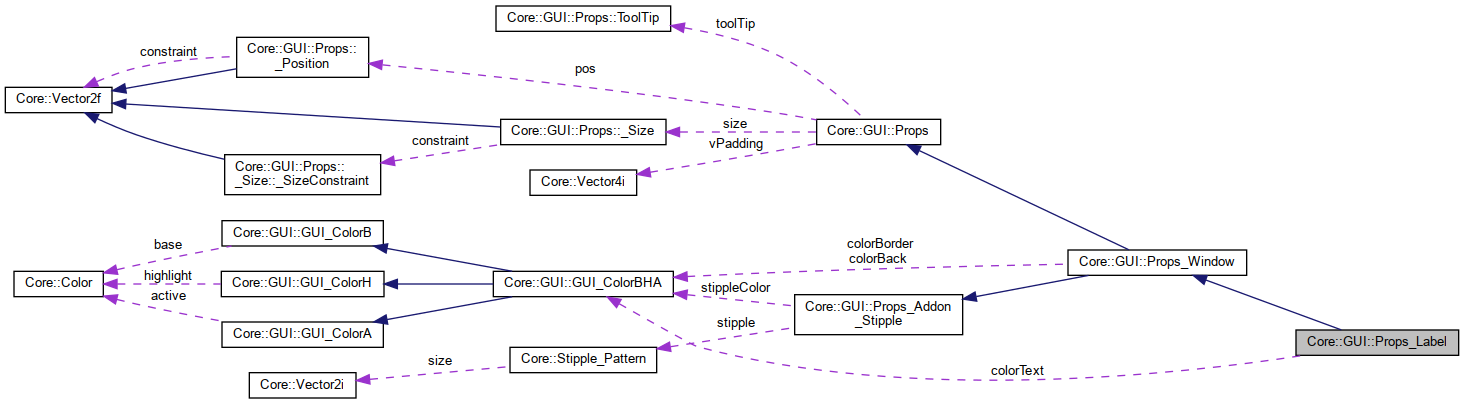 Core::GUI::Props::ToolTip
toolTip
constraint
Core::GUI::Props::
_Position
pos
Core::Vector2f
Core::GUI::Props::_Size
size
Core::GUI::Props
constraint
vPadding
Core::GUI::Props::
_Size::_SizeConstraint
Core::Vector4i
Core::GUI::GUI_ColorB
base
colorBorder
colorBack
Core::GUI::Props_Window
Core::Color
highlight
Core::GUI::GUI_ColorH
Core::GUI::GUI_ColorBHA
stippleColor
active
Core::GUI::Props_Addon
_Stipple
stipple
Core::GUI::GUI_ColorA
Core::GUI::Props_Label
Core::Stipple_Pattern
size
colorText
Core::Vector2i